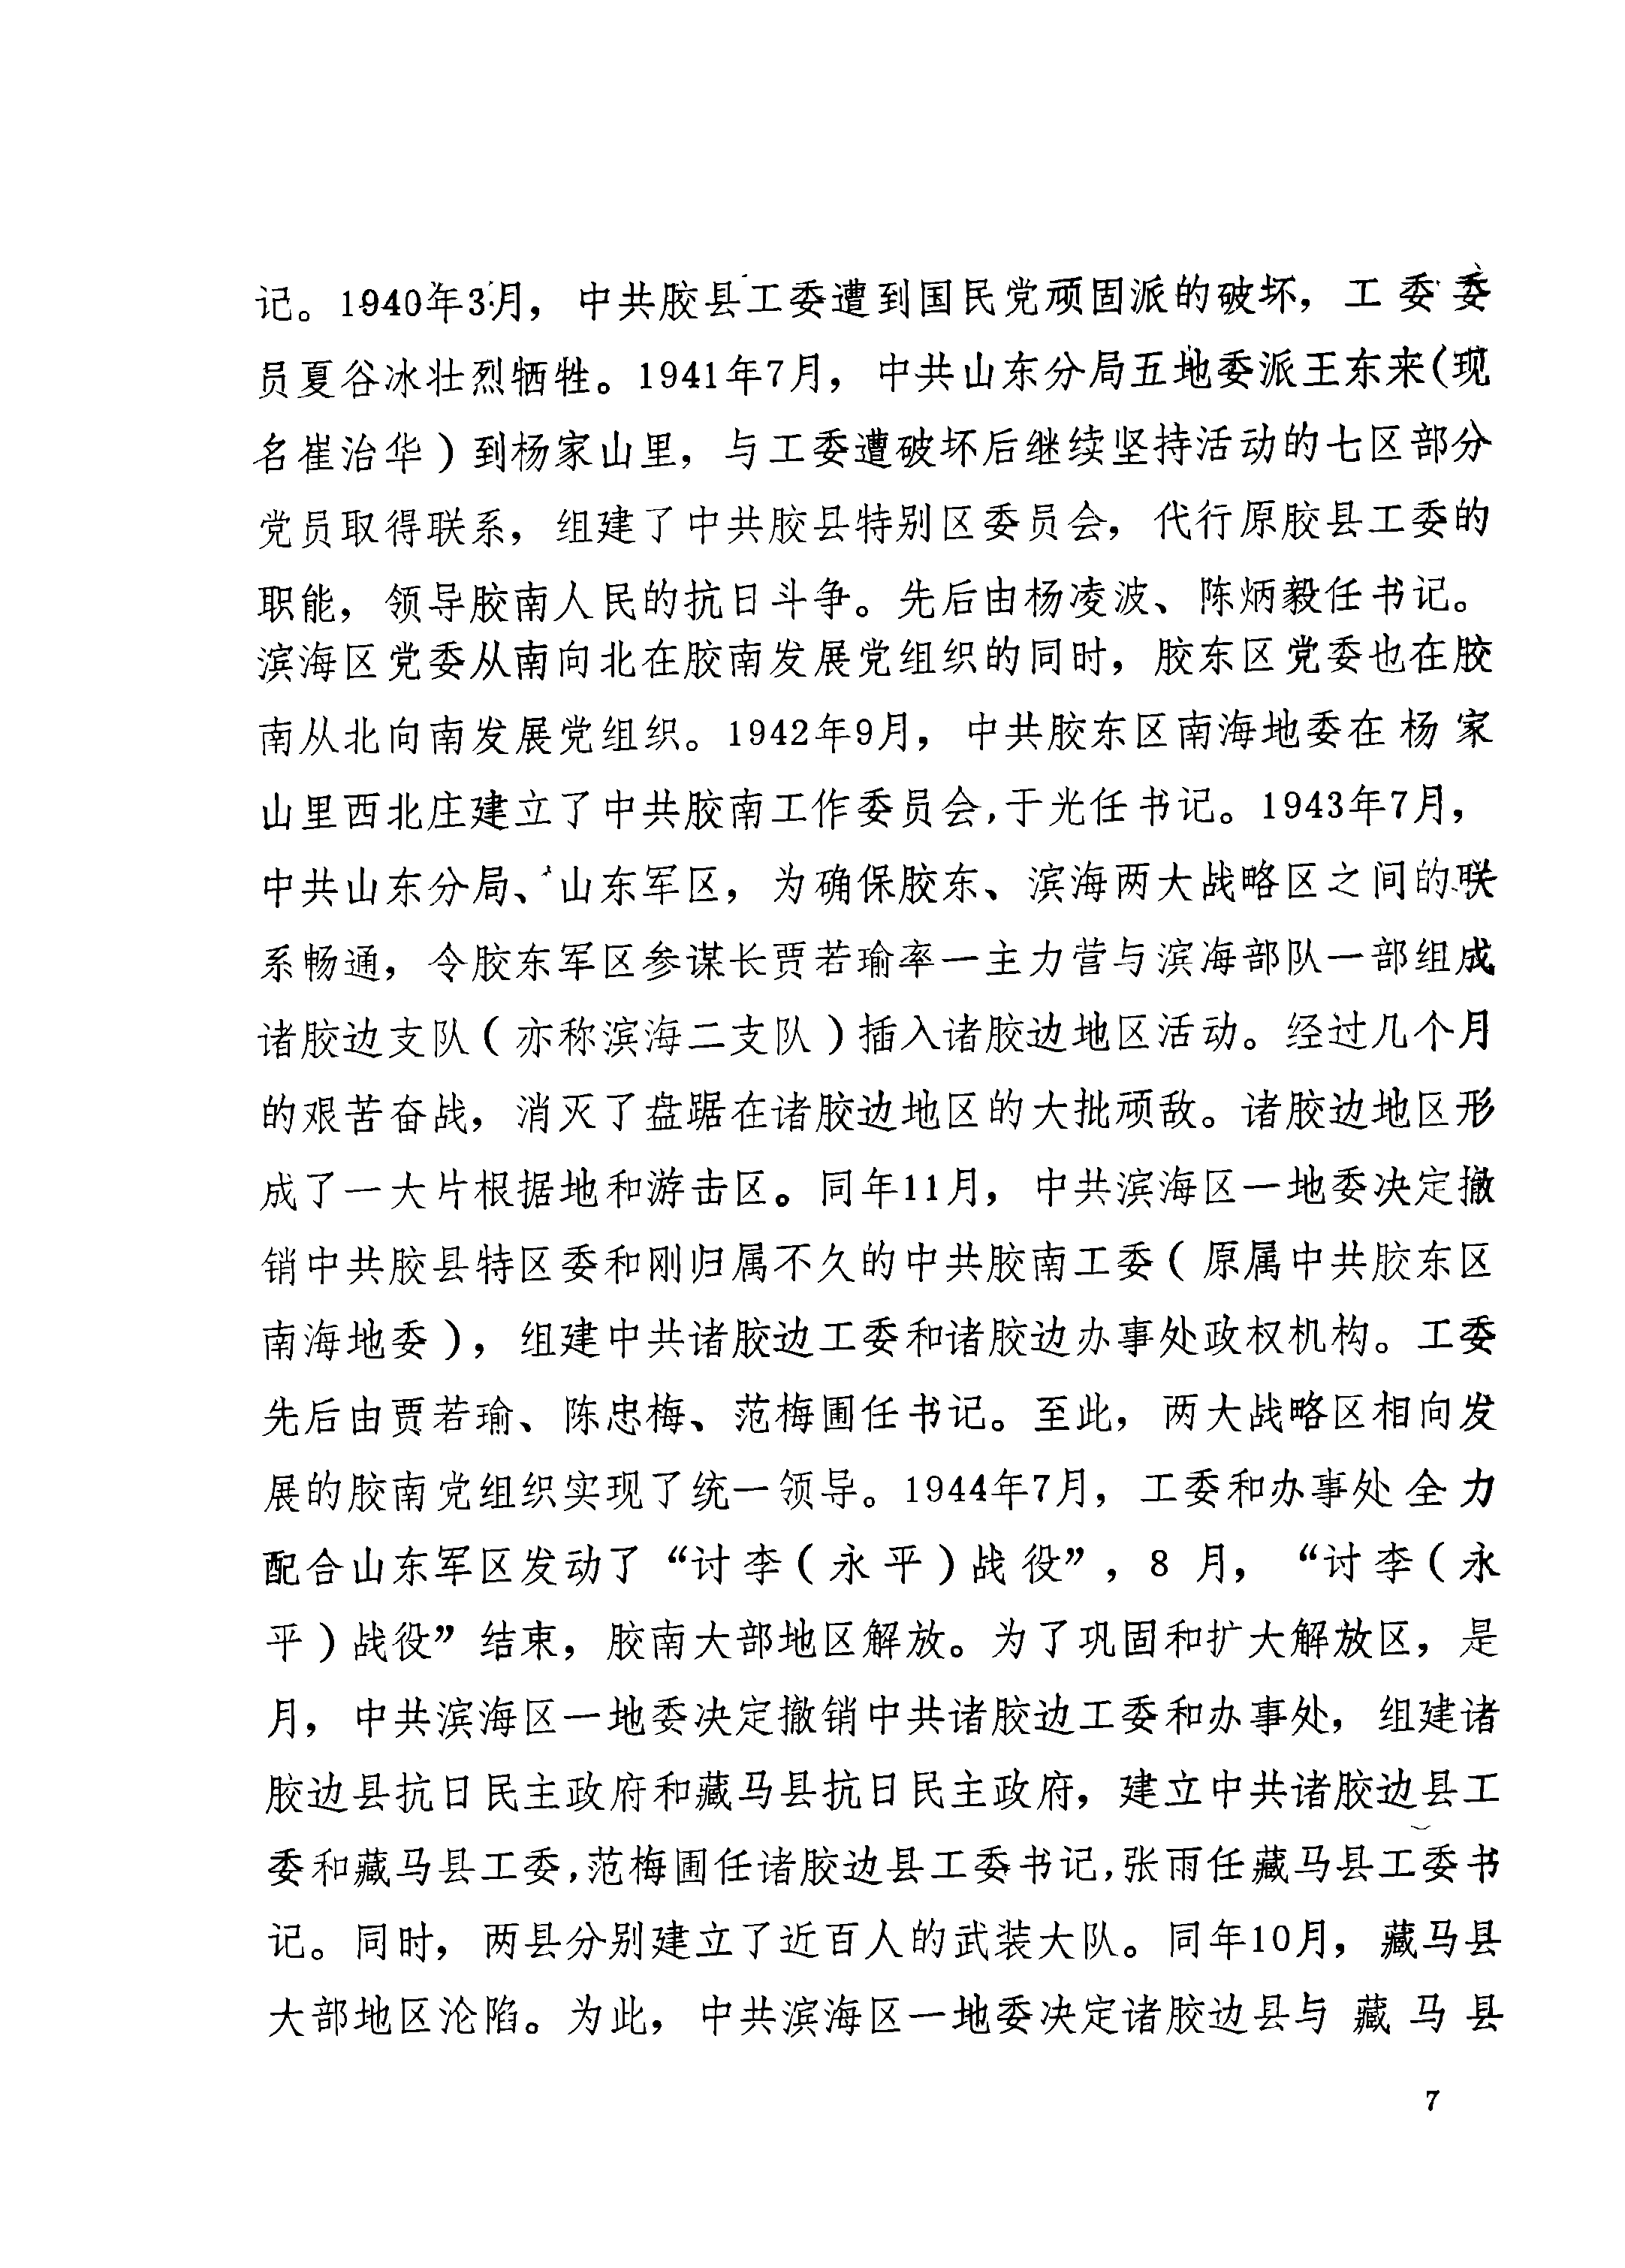 记。1940年3月，中共胶县工委遭到国民党顽固派的破坏，工委委
员夏谷冰壮烈牺牲。1941年7月，中共山东分局五地委派王东来(现
名崔治华)到杨家山里，与工委遭破坏后继续坚持活动的七区部分
党员取得联系，组建了中共胶县特别区委员会，代行原胶县工委的
职能，领导胶南人民的抗日斗争。先后由杨凌波、陈炳毅任书记。
滨海区党委从南向北在胶南发展党组织的同时，胶东区党委也在胶
南从北向南发展党组织。1942年9月，中共胶东区南海地委在杨家
山里西北庄建立了中共胶南工作委员会，于光任书记。1943年7月，
中共山东分局、山东军区，为确保胶东、滨海两大战略区之间的联
系畅通，令胶东军区参谋长贾若瑜率一主力营与滨海部队一部组成
诸胶边支队(亦称滨海二支队)插入诸胶边地区活动。经过几个月
的艰苦奋战，消灭了盘踞在诸胶边地区的大批顽敌。诸胶边地区形
成了一大片根据地和游击区。同年11月，中共滨海区一地委决定撤
销中共胶县特区委和刚归属不久的中共胶南工委(原属中共胶东区
南海地委)，组建中共诸胶边工委和诸胶边办事处政权机构。工委
先后由贾若瑜、陈忠梅、范梅圃任书记。至此，两大战略区相向发
展的胶南党组织实现了统一领导。1944年7月，工委和办事处全力
配合山东军区发动了“讨李(永平)战役”，8月，“讨李(永
平)战役”结束，胶南大部地区解放。为了巩固和扩大解放区，是
月，中共滨海区一地委决定撤销中共诸胶边工委和办事处，组建诸
胶边县抗日民主政府和藏马县抗日民主政府，建立中共诸胶边县工
委和藏马县工委，范梅圃任诸胶边县工委书记，张雨任藏马县工委书
记。同时，两县分别建立了近百人的武装大队。同年10月，藏马县
大部地区沦陷。为此，中共滨海区一地委决定诸胶边县与藏马县
7